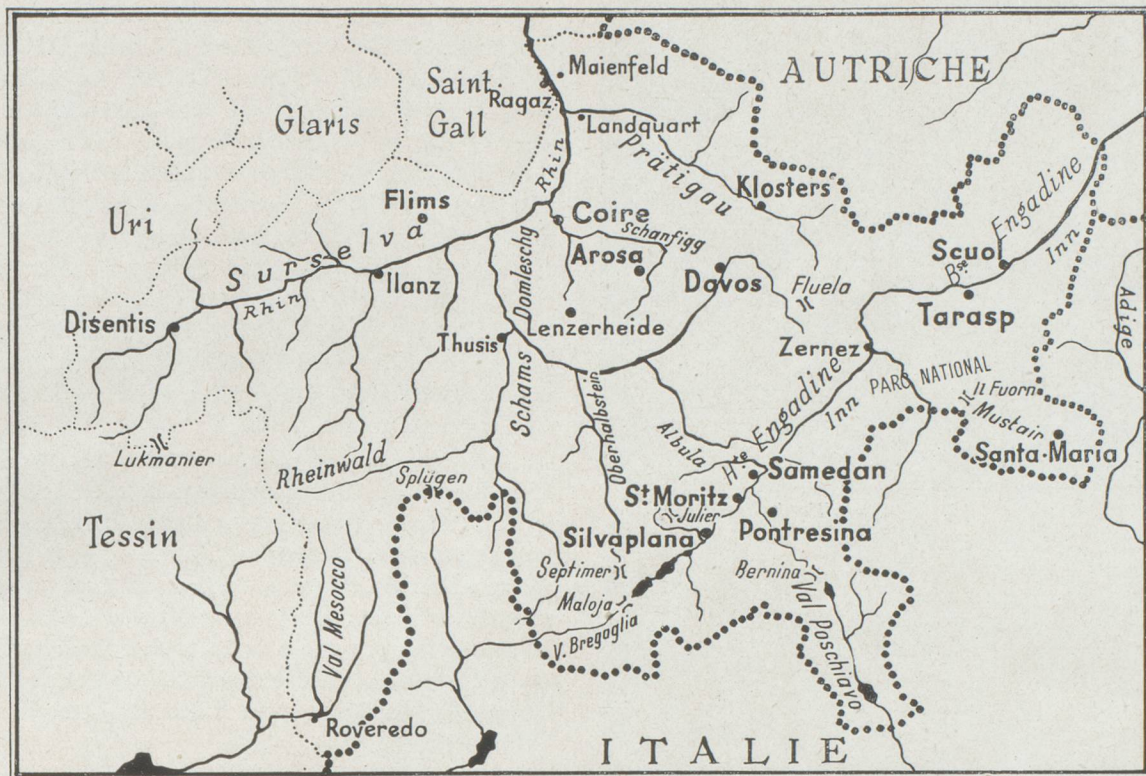 AUTRICHE
Maienfeld
Saint Gall
Ragaz
Glaris
Landquart
Rhin
Prätigau
Klosters
Flims
Uri
Coire
Schanfigg
Engadine
Inn
Surselva
Scuol
Bse
Arosa
Davos
Domleschg
Ilanz
Fluela
Rhin
Tarasp
Adige
Disentis
Lenzerheide
Thusis
Zernez
PARC NATIONAL
Il Fuorn
Schams
Oberhalbstein
Inn
Mustair
Hte Engadine
Albula
Santa-Maria
Lukmanier
Rheinwald
Samedan
Splügen
St Moritz
Julier
Tessin
Silvaplana
Pontresina
Septimer
Bernina
Maloja
V. Bregaglia
Val Mesocco
Val Poschiavo
Roveredo
ITALIE